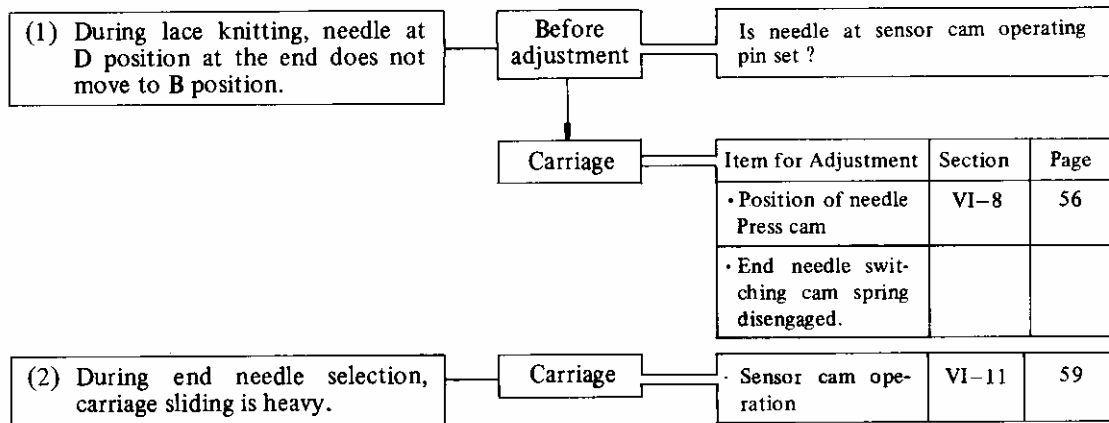 (1) During lace knitting, needle at
D position at the end does not
move to B position.
Before
adjustment
Is needle at sensor cam operating
pin set ?
Carriage
Item for Adjustment Section Page
· Position of needle VI–8 56
Press cam
· End needle swit-
ching cam spring
disengaged.
(2) During end needle selection,
carriage sliding is heavy.
Carriage
· Sensor cam ope- VI–11 59
ration